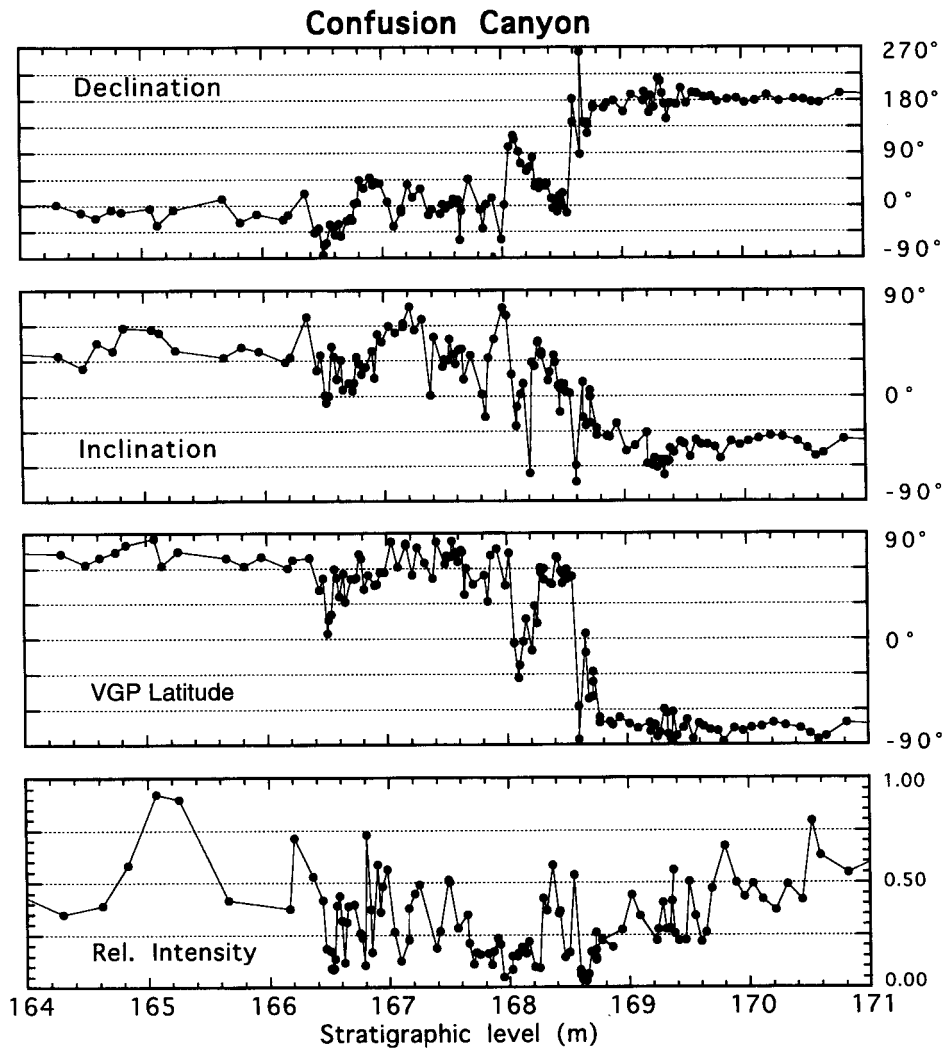 Confusion Canyon
Declination
270°
180°
90°
0°
-90°
90°
0°
Inclination
-90°
90°
0°
VGP Latitude
-90°
1.00
0.50
Rel. Intensity
0.00
164 165 166 167 168 169 170 171
Stratigraphic level (m)